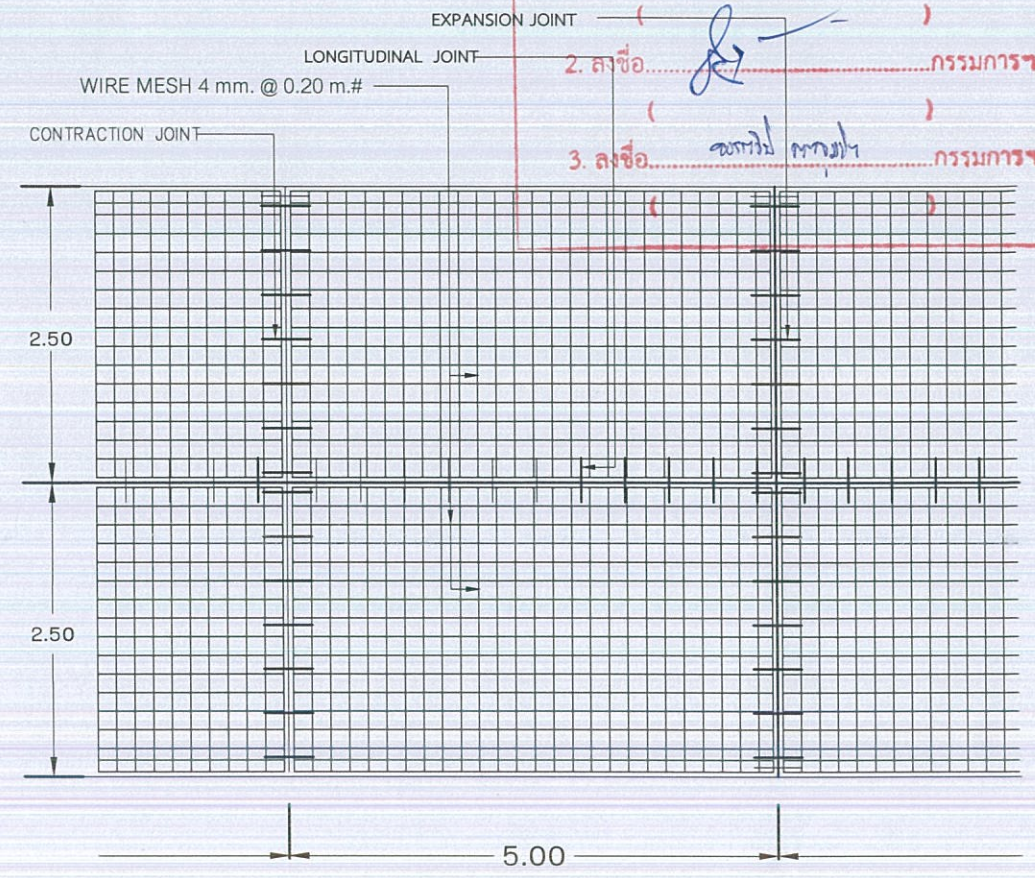 EXPANSION JOINT
LONGITUDINAL JOINT
WIRE MESH 4 mm. @ 0.20 m.#
CONTRACTION JOINT
( )
2. ลงชื่อ..............................กรรมการฯ
( )
3. ลงชื่อ..............................กรรมการฯ
( )
2.50
2.50
5.00